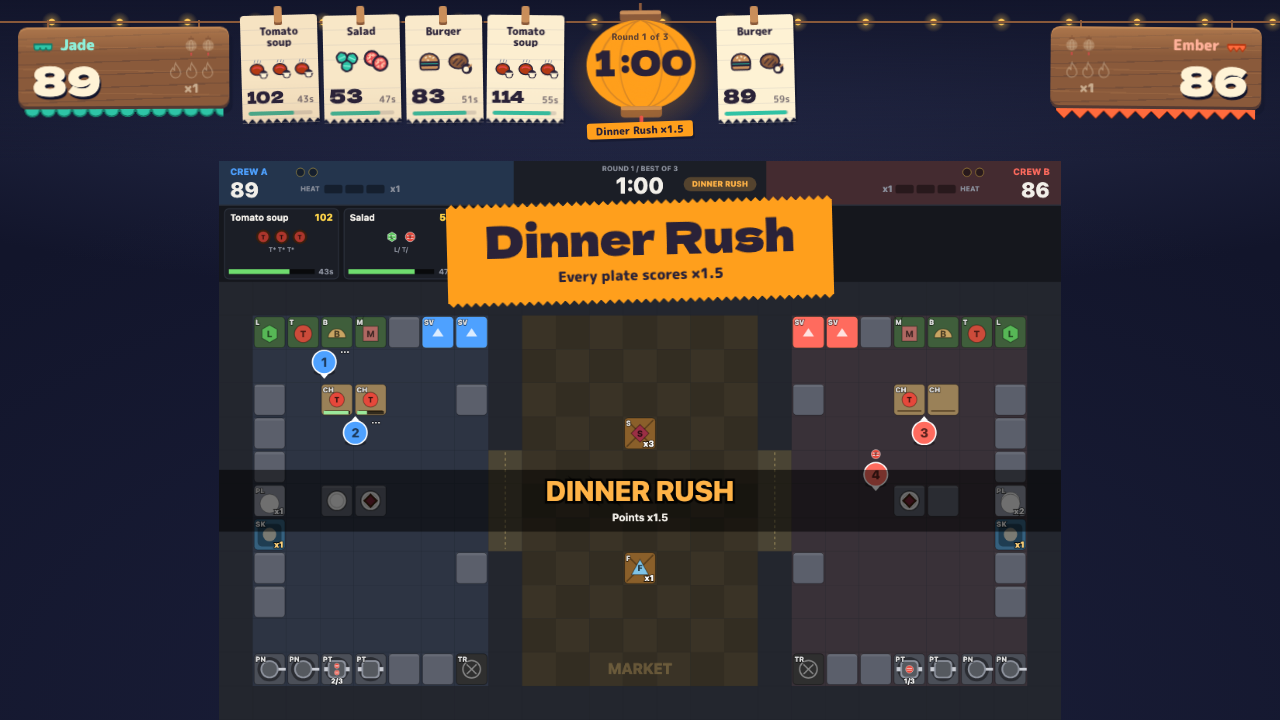 Jade
89
x1
Tomato soup
102 43s
Salad
53 47s
Burger
83 51s
Tomato soup
114 55s
Round 1 of 3
1:00
Dinner Rush x1.5
Burger
89 59s
Ember
x1
86
CREW A
89
HEAT x1
ROUND 1 / BEST OF 3
1:00
DINNER RUSH
x1 HEAT
CREW B
86
Tomato soup 102
T T T
T* T* T*
43s
Salad
L T
L/ T/
Dinner Rush
Every plate scores x1.5
L T B M SV SV
L T B M
SV SV M B T L
M B T L
1
CH CH
T T
2
CH CH
T
3
S
S
x3
4
DINNER RUSH
Points x1.5
PL
x1
PL
x2
SK
x1
SK
x1
F
F
x1
PN PN PT PT TR
2/3
MARKET
TR PT PT PN PN
1/3